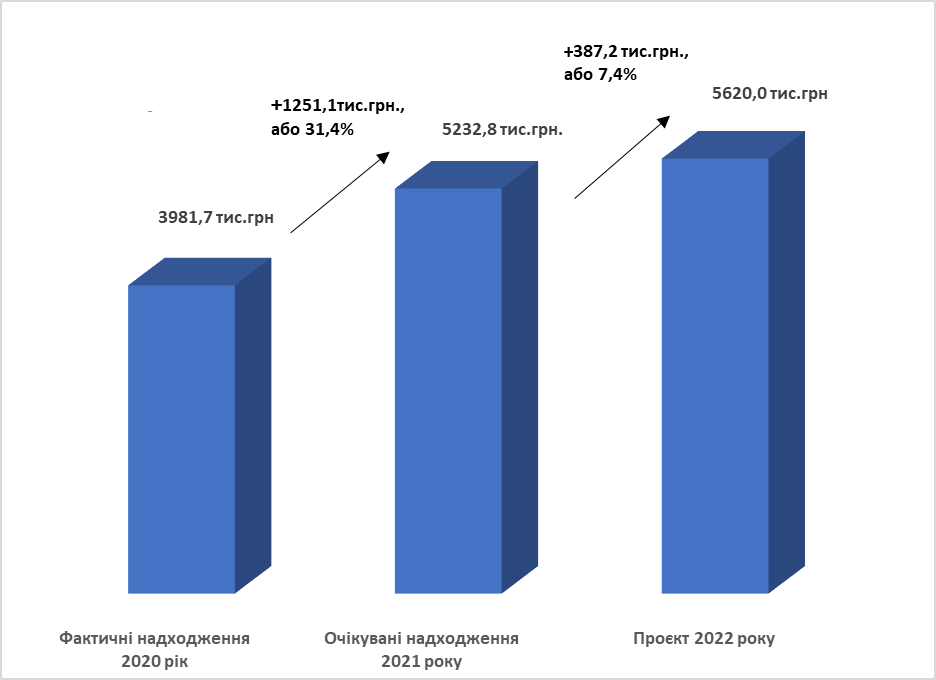 +387,2 тис.грн.,
або 7,4%
5620,0 тис.грн
+1251,1тис.грн.,
або 31,4%
5232,8 тис.грн.
3981,7 тис.грн
Фактичні надходження
2020 рік
Очікувані надходження
2021 року
Проєкт 2022 року